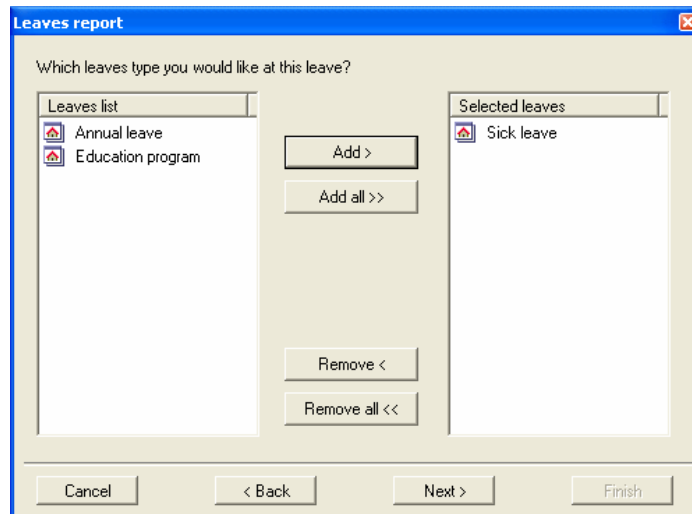 Leaves report
Which leaves type you would like at this leave?
Leaves list
Annual leave
Education program
Add >
Add all >>
Remove <
Remove all <<
Selected leaves
Sick leave
Cancel
< Back
Next >
Finish